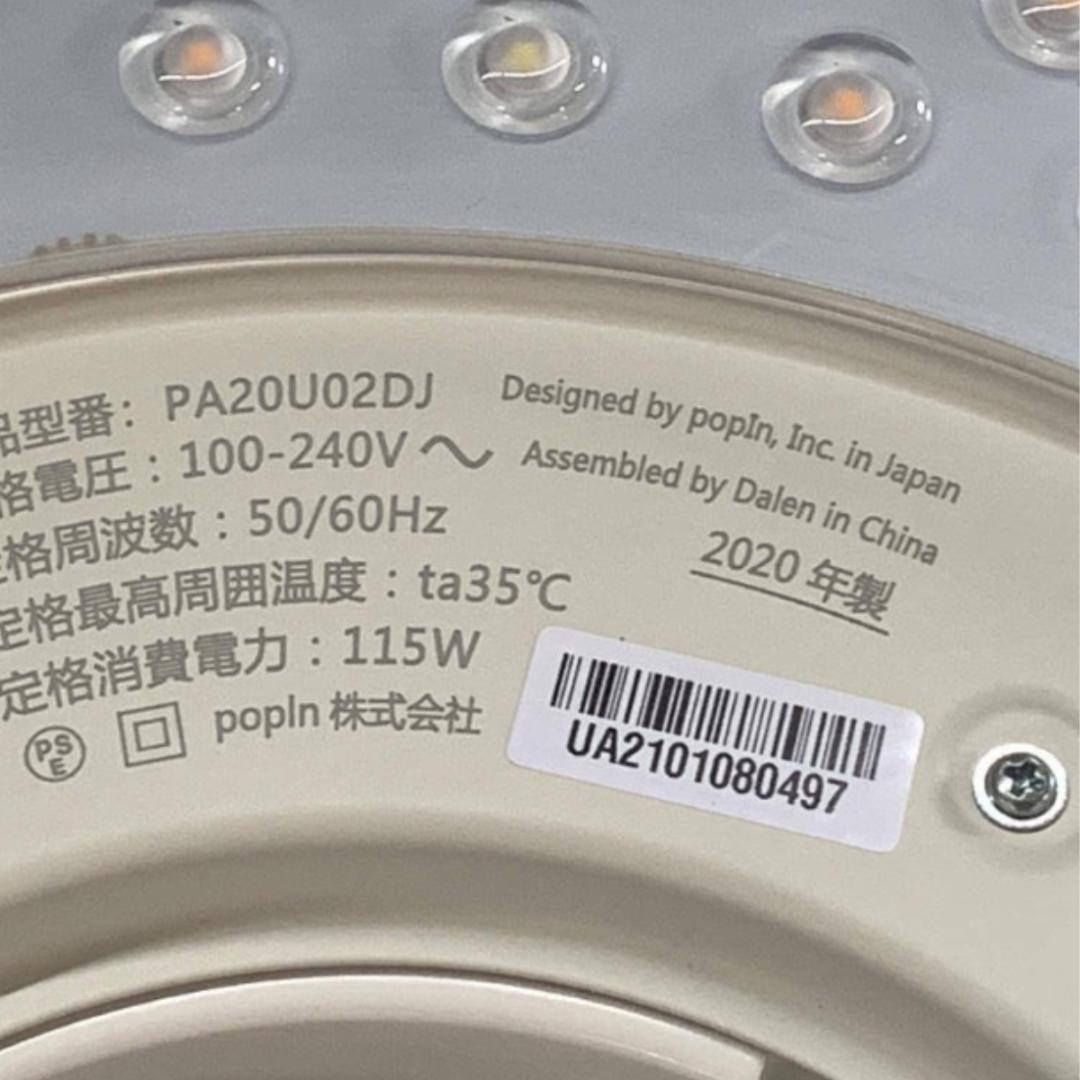 品型番：PA20U02DJ
格電圧：100-240V～
定格周波数：50/60Hz
定格最高周囲温度：ta35℃
定格消費電力：115W
PSE popIn 株式会社
Designed by popIn, Inc. in Japan
Assembled by Dalen in China
2020 年製
UA2101080497